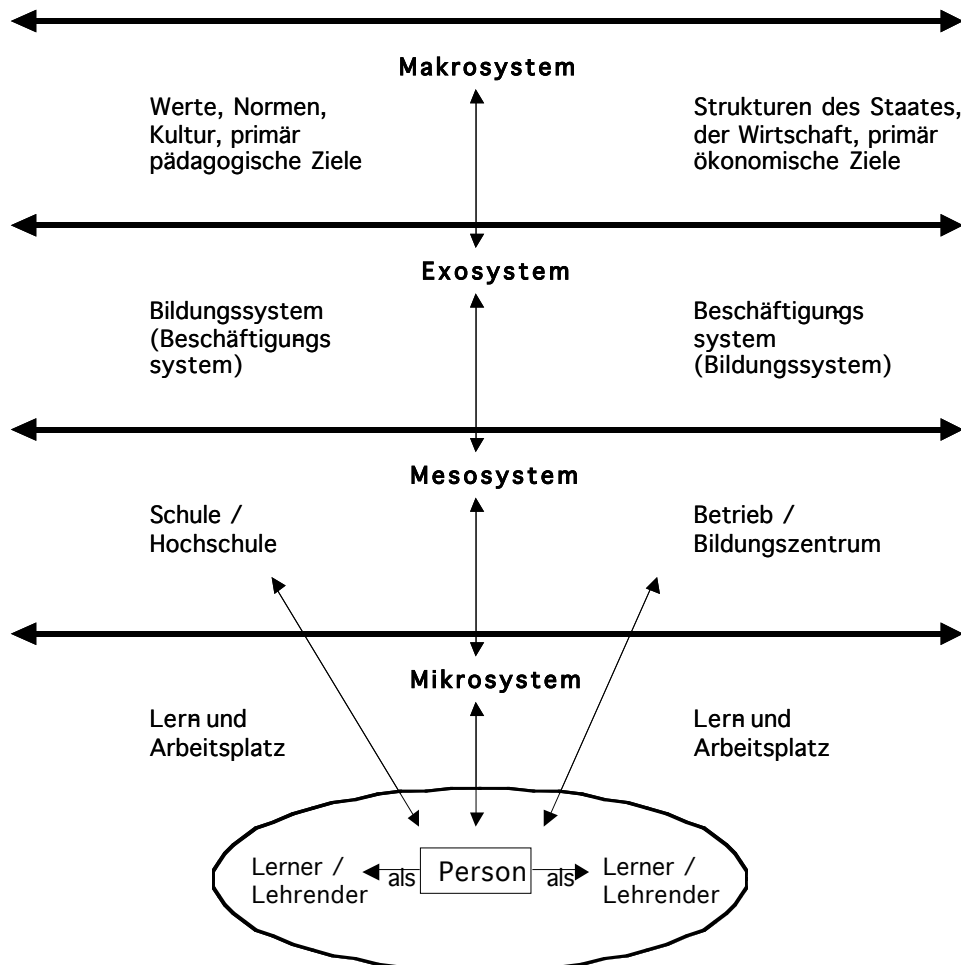 Makrosystem
Werte, Normen,
Kultur, primär
pädagogische Ziele
Strukturen des Staates,
der Wirtschaft, primär
ökonomische Ziele
Exosystem
Bildungssystem
(Beschäftigungs
system)
Beschäftigungs
system
(Bildungssystem)
Mesosystem
Schule /
Hochschule
Betrieb /
Bildungszentrum
Mikrosystem
Lern und
Arbeitsplatz
Lern und
Arbeitsplatz
Lerner /
Lehrender
als
Person
als
Lerner /
Lehrender